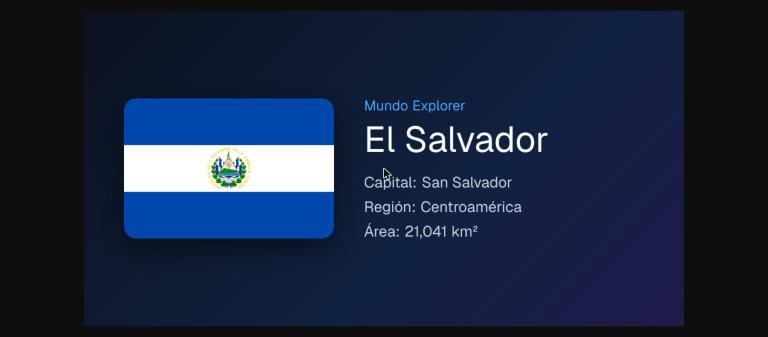 Mundo Explorer
El Salvador
Capital: San Salvador
Región: Centroamérica
Área: 21,041 km²